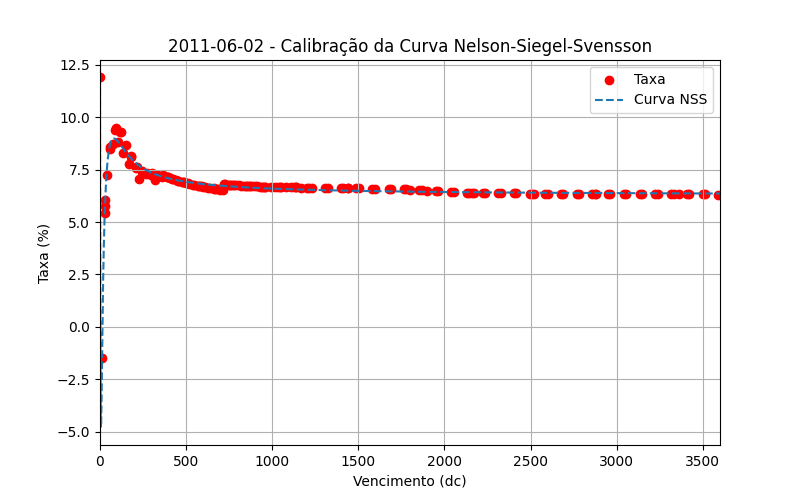 2011-06-02 - Calibração da Curva Nelson-Siegel-Svensson
12.5
10.0
7.5
5.0
2.5
0.0
−2.5
−5.0
Taxa (%)
Taxa
Curva NSS
0 500 1000 1500 2000 2500 3000 3500
Vencimento (dc)